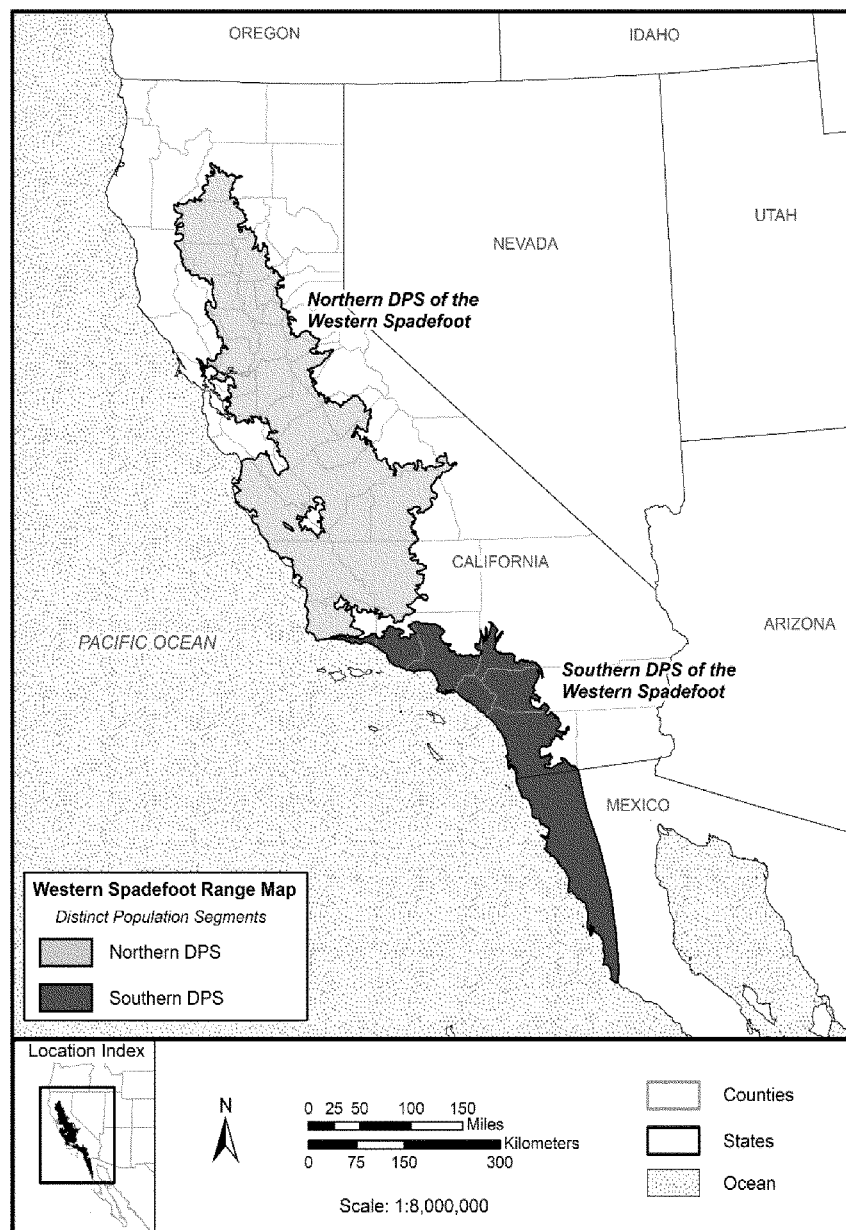 OREGON
IDAHO
NEVADA
UTAH
Northern DPS of the
Western Spadefoot
CALIFORNIA
ARIZONA
PACIFIC OCEAN
Southern DPS of the
Western Spadefoot
MEXICO
Western Spadefoot Range Map
Distinct Population Segments
Northern DPS
Southern DPS
Location Index
N
0 25 50 100 150
Miles
Kilometers
0 75 150 300
Scale: 1:8,000,000
Counties
States
Ocean